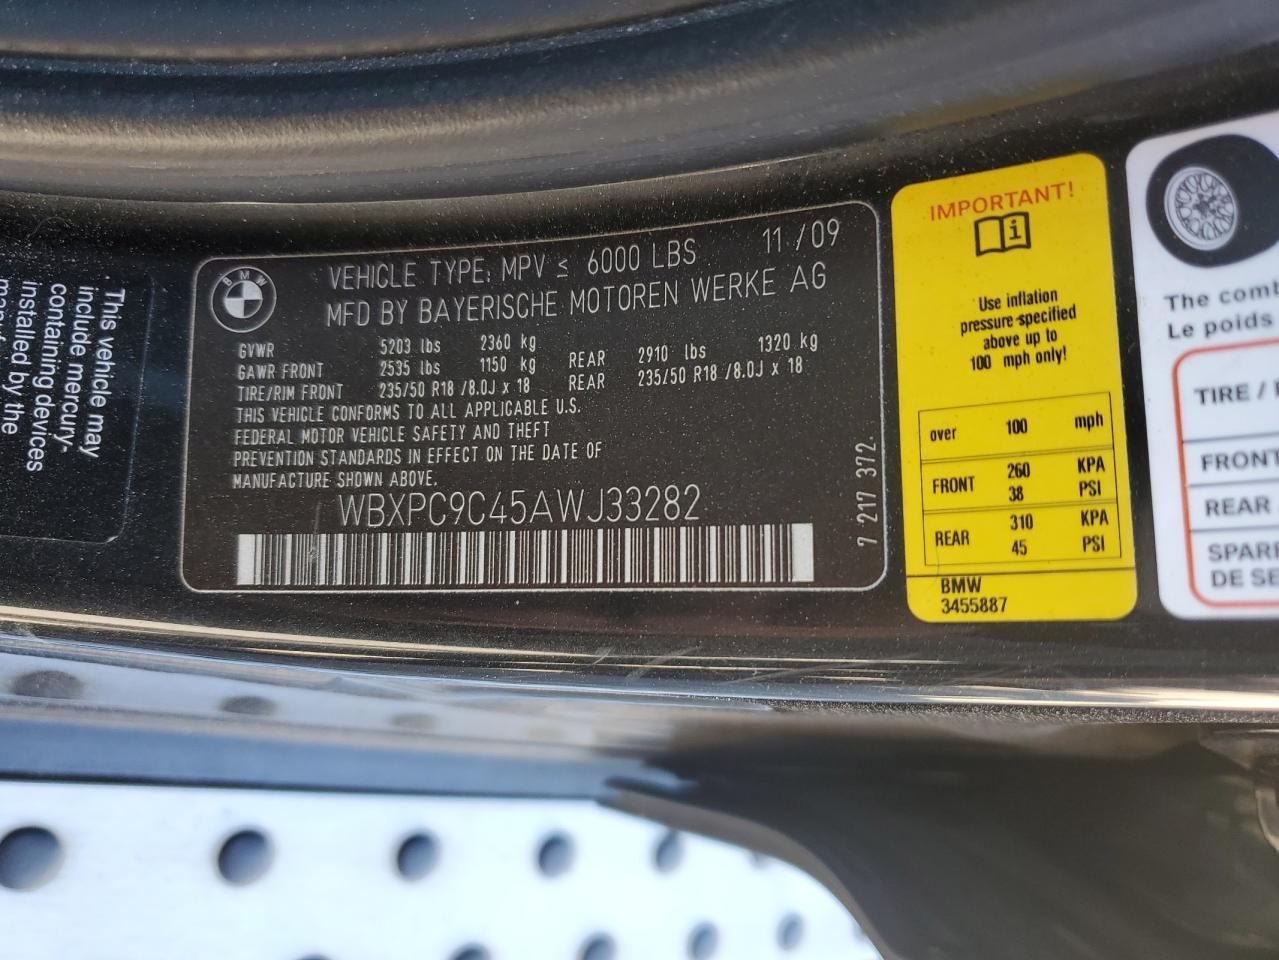 This vehicle may
include mercury-
containing devices
installed by the
BMW
VEHICLE TYPE: MPV ≤ 6000 LBS 11/09
MFD BY BAYERISCHE MOTOREN WERKE AG
GVWR 5203 lbs 2360 kg
GAWR FRONT 2535 lbs 1150 kg REAR 2910 lbs 1320 kg
TIRE/RIM FRONT 235/50 R18 /8.0J x 18 REAR 235/50 R18 /8.0J x 18
THIS VEHICLE CONFORMS TO ALL APPLICABLE U.S.
FEDERAL MOTOR VEHICLE SAFETY AND THEFT
PREVENTION STANDARDS IN EFFECT ON THE DATE OF
MANUFACTURE SHOWN ABOVE.
WBXPC9C45AWJ33282
7 217 372.
IMPORTANT!
i
Use inflation
pressure specified
above up to
100 mph only!
over 100 mph
FRONT 260 KPA
38 PSI
REAR 310 KPA
45 PSI
BMW
3455887
The comb
Le poids
TIRE /
FRONT
REAR
SPARE
DE SE